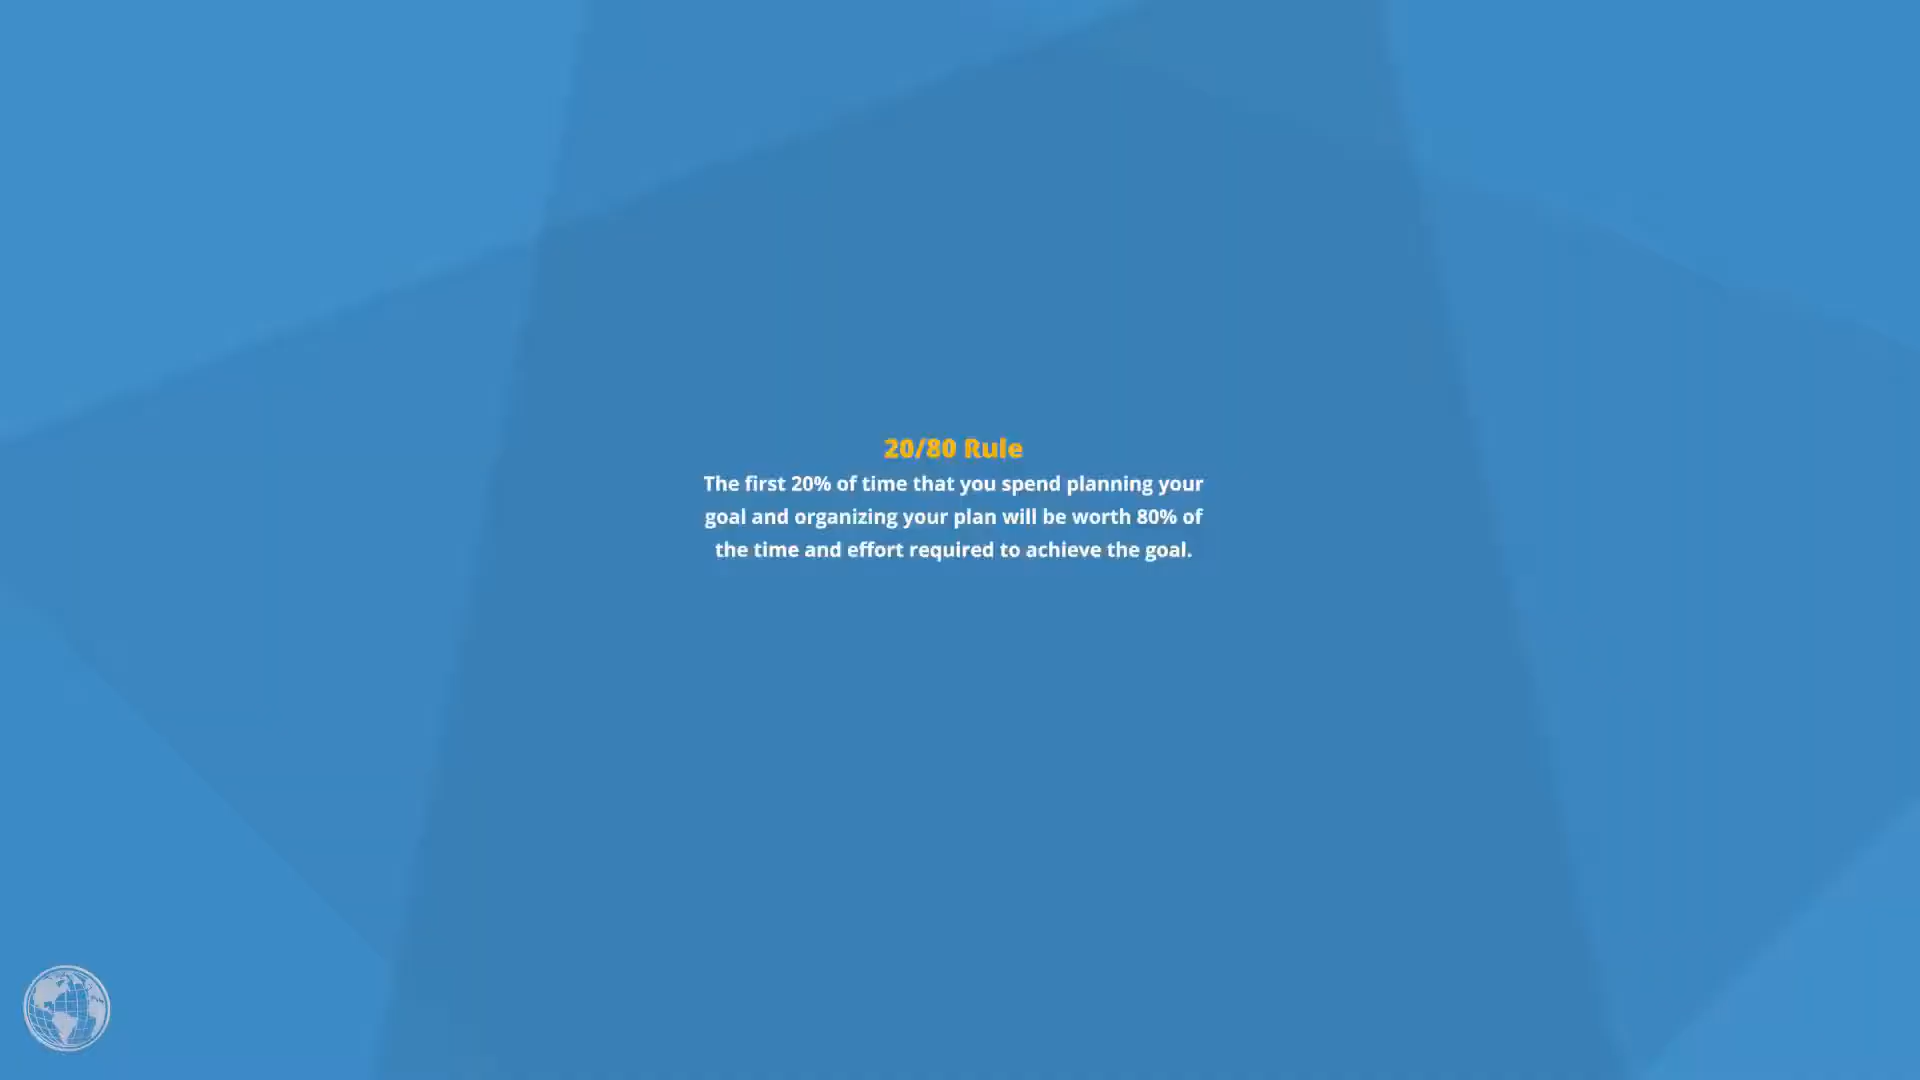 20/80 Rule
The first 20% of time that you spend planning your
goal and organizing your plan will be worth 80% of
the time and effort required to achieve the goal.